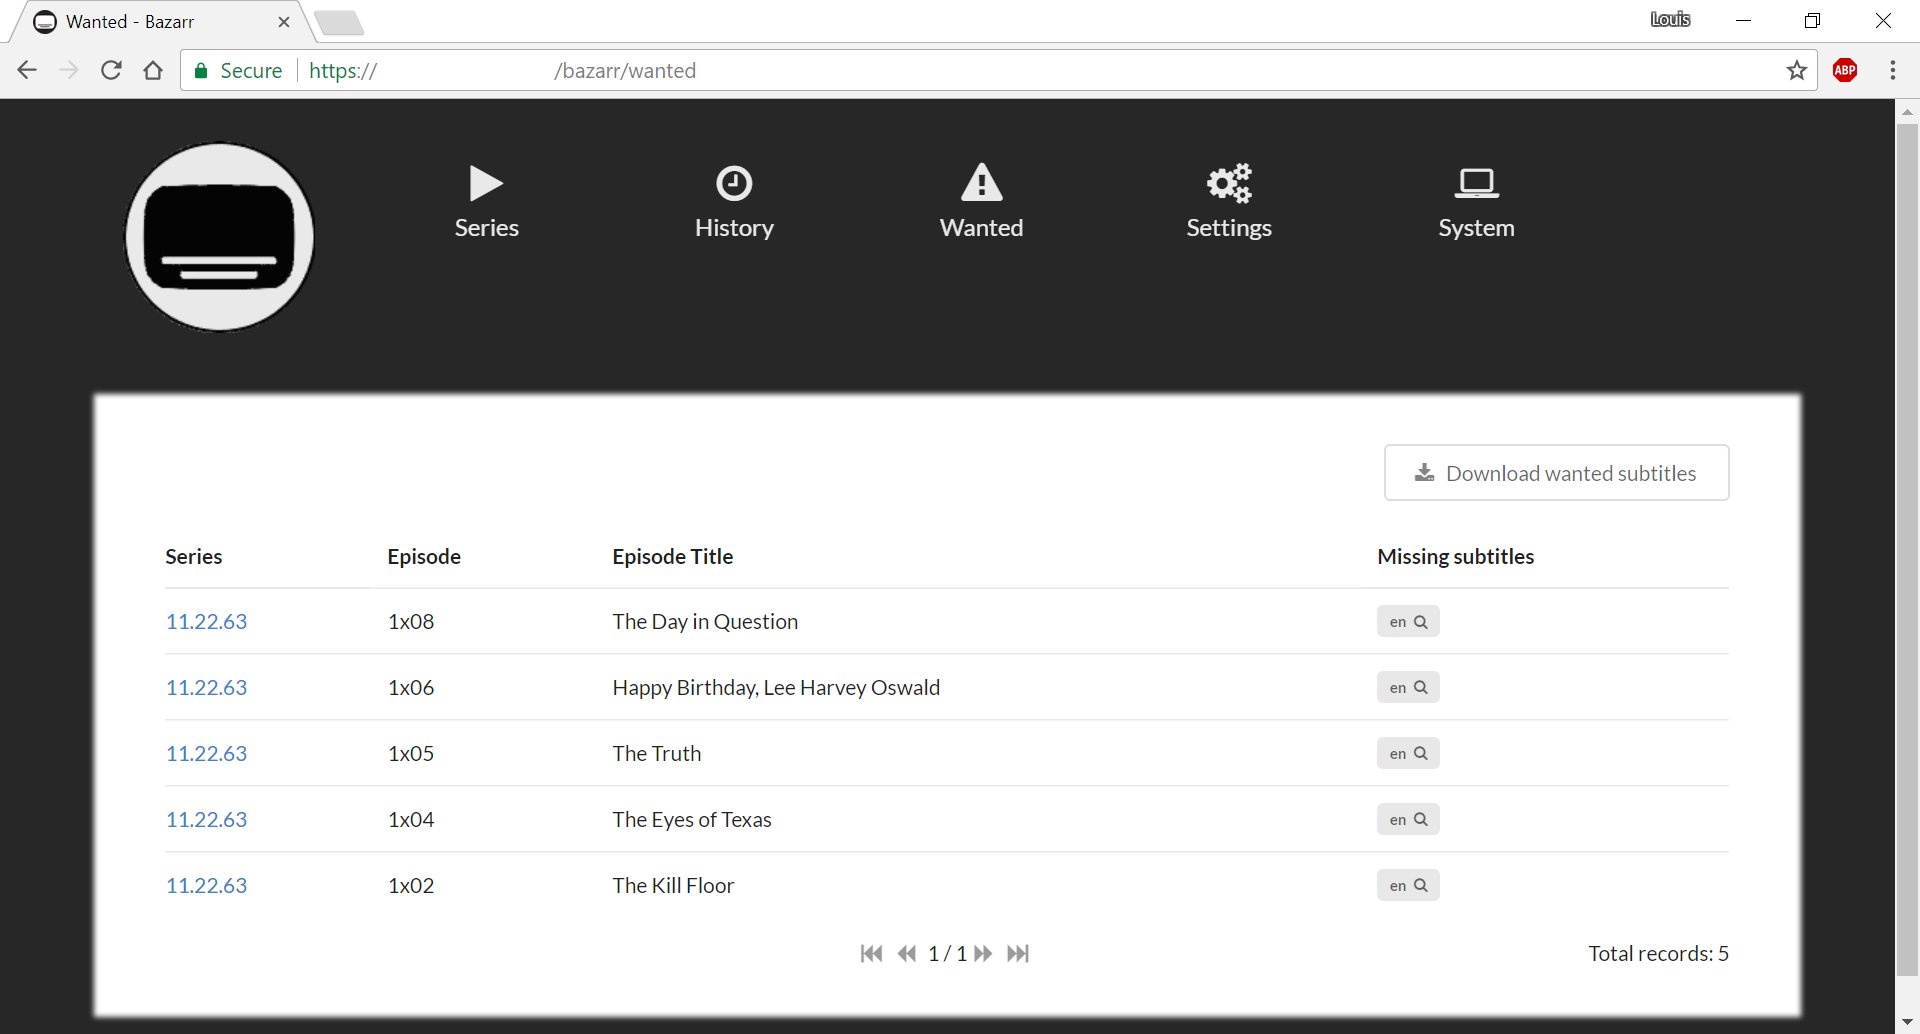 Wanted - Bazarr
Louis
Secure https:// /bazarr/wanted
ABP
Series History Wanted Settings System
Download wanted subtitles
Series Episode Episode Title Missing subtitles
11.22.63 1x08 The Day in Question en
11.22.63 1x06 Happy Birthday, Lee Harvey Oswald en
11.22.63 1x05 The Truth en
11.22.63 1x04 The Eyes of Texas en
11.22.63 1x02 The Kill Floor en
1 / 1 Total records: 5